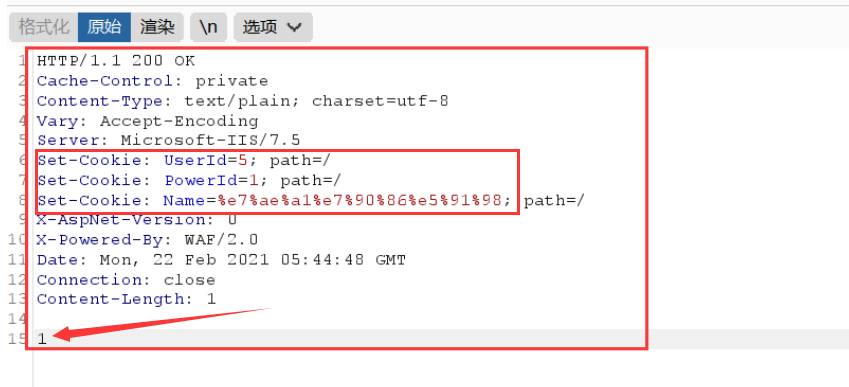 格式化 原始 渲染 \n 选项
1 HTTP/1.1 200 OK
2 Cache-Control: private
3 Content-Type: text/plain; charset=utf-8
4 Vary: Accept-Encoding
5 Server: Microsoft-IIS/7.5
6 Set-Cookie: UserId=5; path=/
7 Set-Cookie: PowerId=1; path=/
8 Set-Cookie: Name=%e7%ae%a1%e7%90%86%e5%91%98; path=/
9 X-AspNet-Version: 0
10 X-Powered-By: WAF/2.0
11 Date: Mon, 22 Feb 2021 05:44:48 GMT
12 Connection: close
13 Content-Length: 1
14
15 1